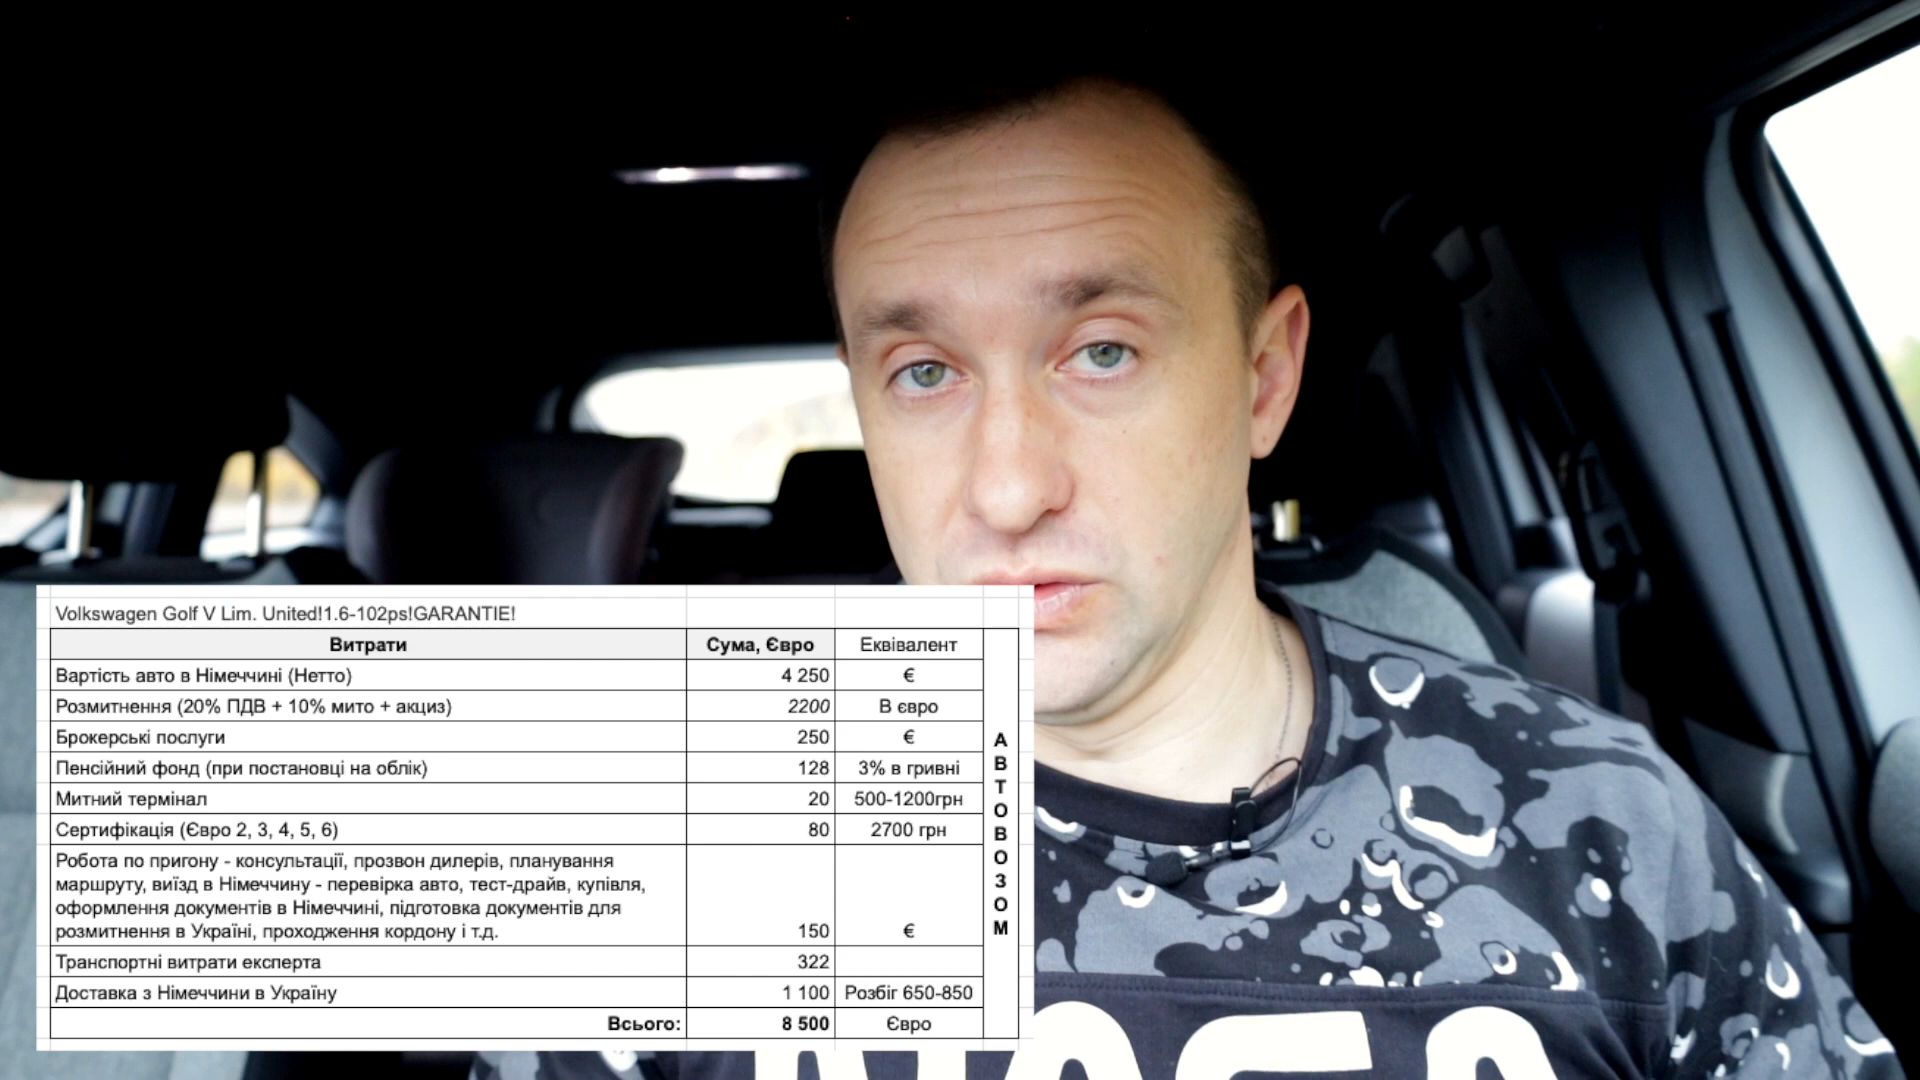 Volkswagen Golf V Lim. United!1.6-102ps!GARANTIE!
Витрати Сума, Євро Еквівалент
Вартість авто в Німеччині (Нетто) 4 250 €
Розмитнення (20% ПДВ + 10% мито + акциз) 2200 В євро
Брокерські послуги 250 €
Пенсійний фонд (при постановці на облік) 128 3% в гривні
Митний термінал 20 500-1200грн
Сертифікація (Євро 2, 3, 4, 5, 6) 80 2700 грн
Робота по пригону - консультації, прозвон дилерів, планування
маршруту, виїзд в Німеччину - перевірка авто, тест-драйв, купівля,
оформлення документів в Німеччині, підготовка документів для
розмитнення в Україні, проходження кордону і т.д. 150 €
Транспортні витрати експерта 322
Доставка з Німеччини в Україну 1 100 Розбіг 650-850
Всього: 8 500 Євро
АВТОВОЗОМ